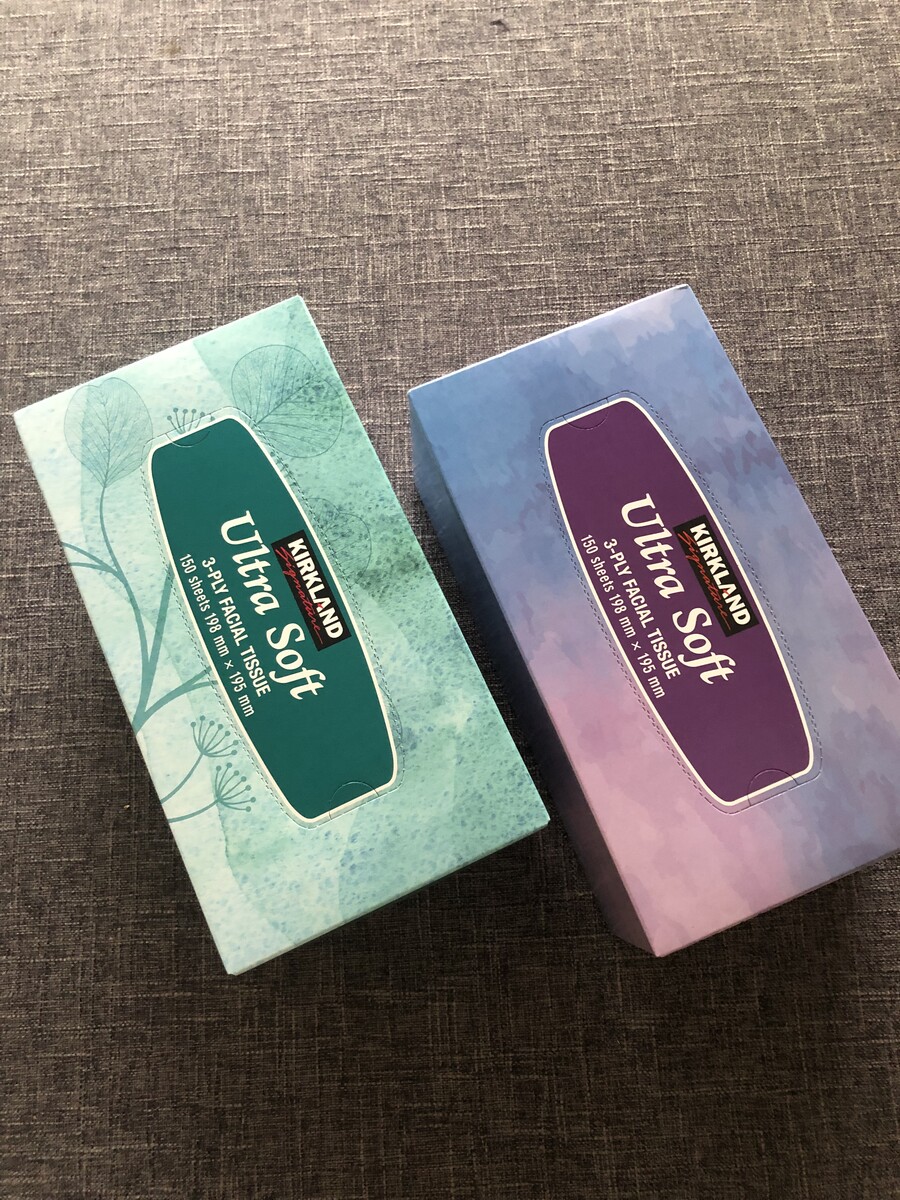 KIRKLAND
Signature
Ultra Soft
3-PLY FACIAL TISSUE
150 sheets 198 mm × 195 mm
KIRKLAND
Signature
Ultra Soft
3-PLY FACIAL TISSUE
150 sheets 198 mm × 195 mm